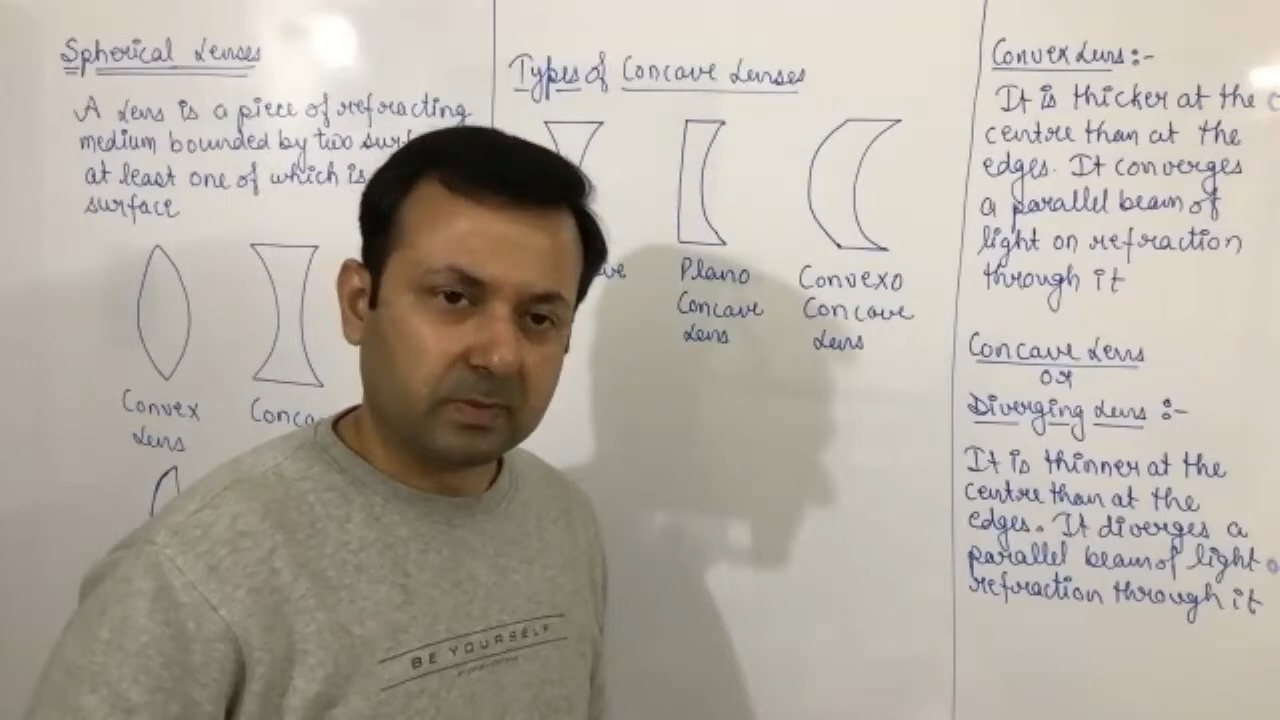 Spherical Lenses
A Lens is a piece of refracting
medium bounded by two
at least one of which is
surface
Convex
Lens
Types of Concave Lenses
Plano
Concave
Lens
Convexo
Concave
Lens
Convex Lens :-
It is thicker at the
centre than at the
edges. It converges
a parallel beam of
light on refraction
through it
Concave Lens
or
Diverging Lens :-
It is thinner at the
centre than at the
edges. It diverges a
parallel beam of light
refraction through it
BE YOURSELF